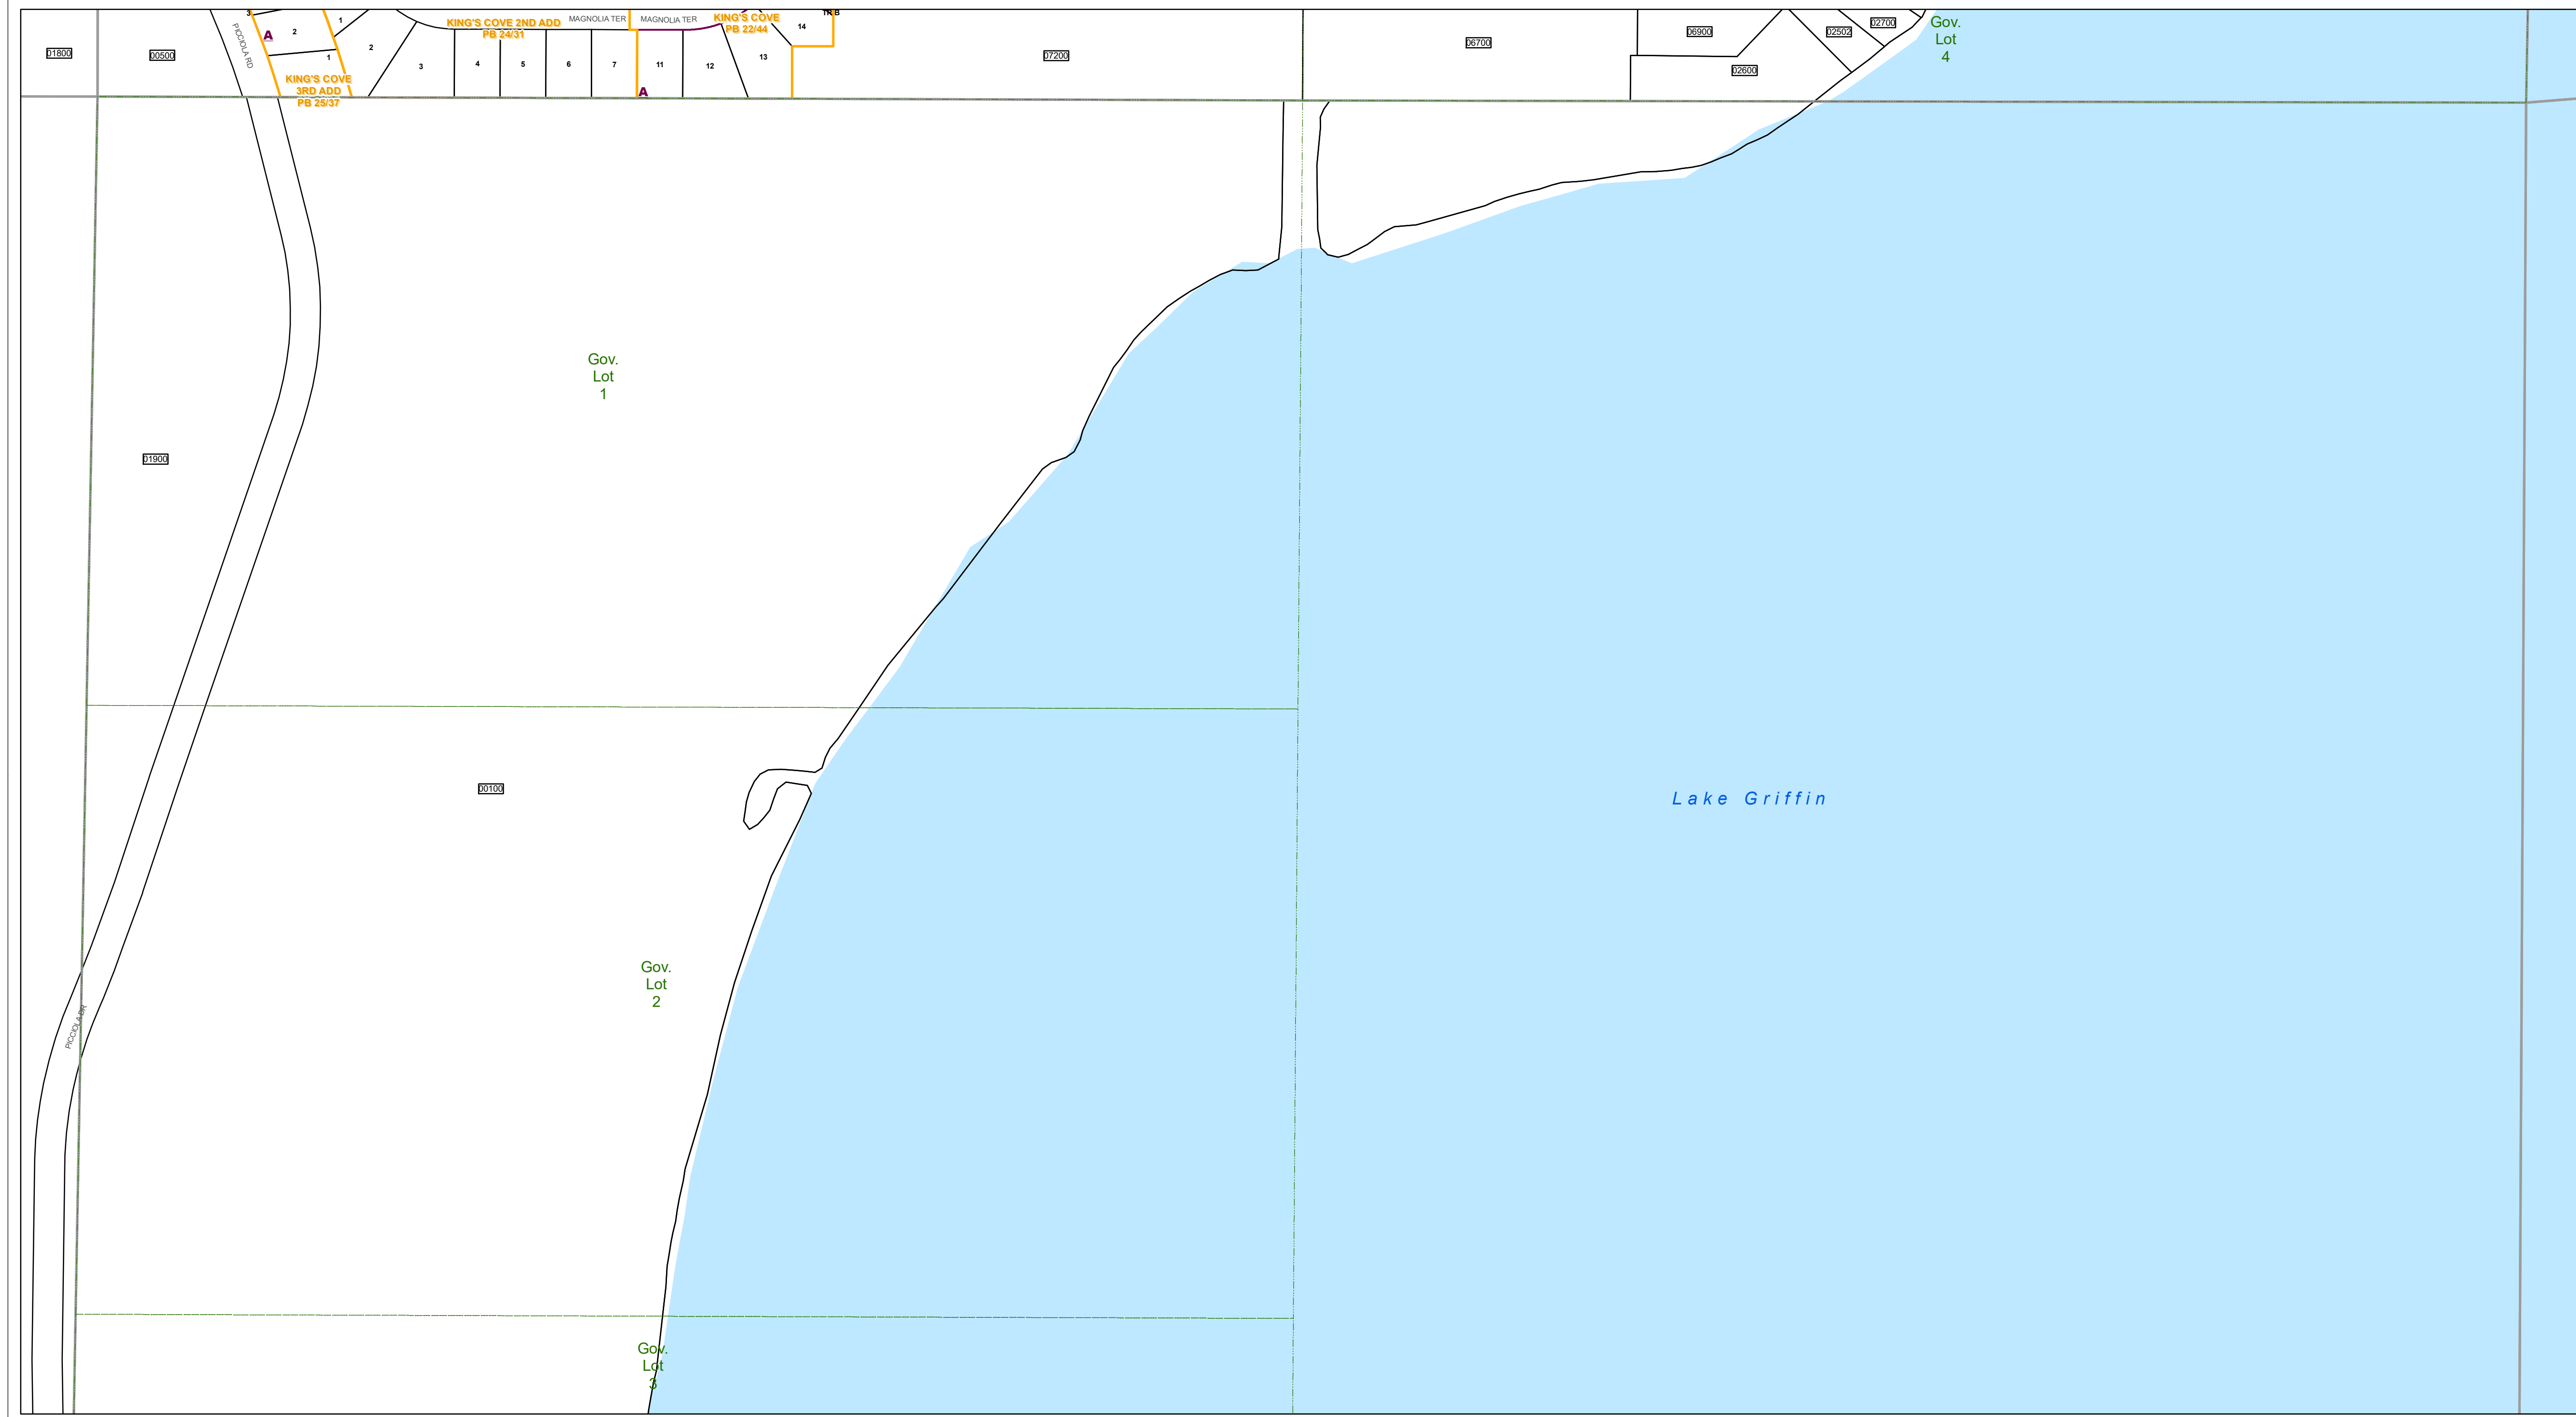 3
2
1
A
PICCIOLA RD
1
KING'S COVE
3RD ADD
PB 25/37
2
3
KING'S COVE 2ND ADD
PB 24/31
MAGNOLIA TER
MAGNOLIA TER
KING'S COVE
PB 22/44
14
TR B
4
5
6
7
11
12
13
A
01800
00500
07200
06700
06900
02600
02502
02700
Gov.
Lot
4
Gov.
Lot
1
01900
00100
Lake Griffin
Gov.
Lot
2
PICCIOLA DR
Gov.
Lot
3